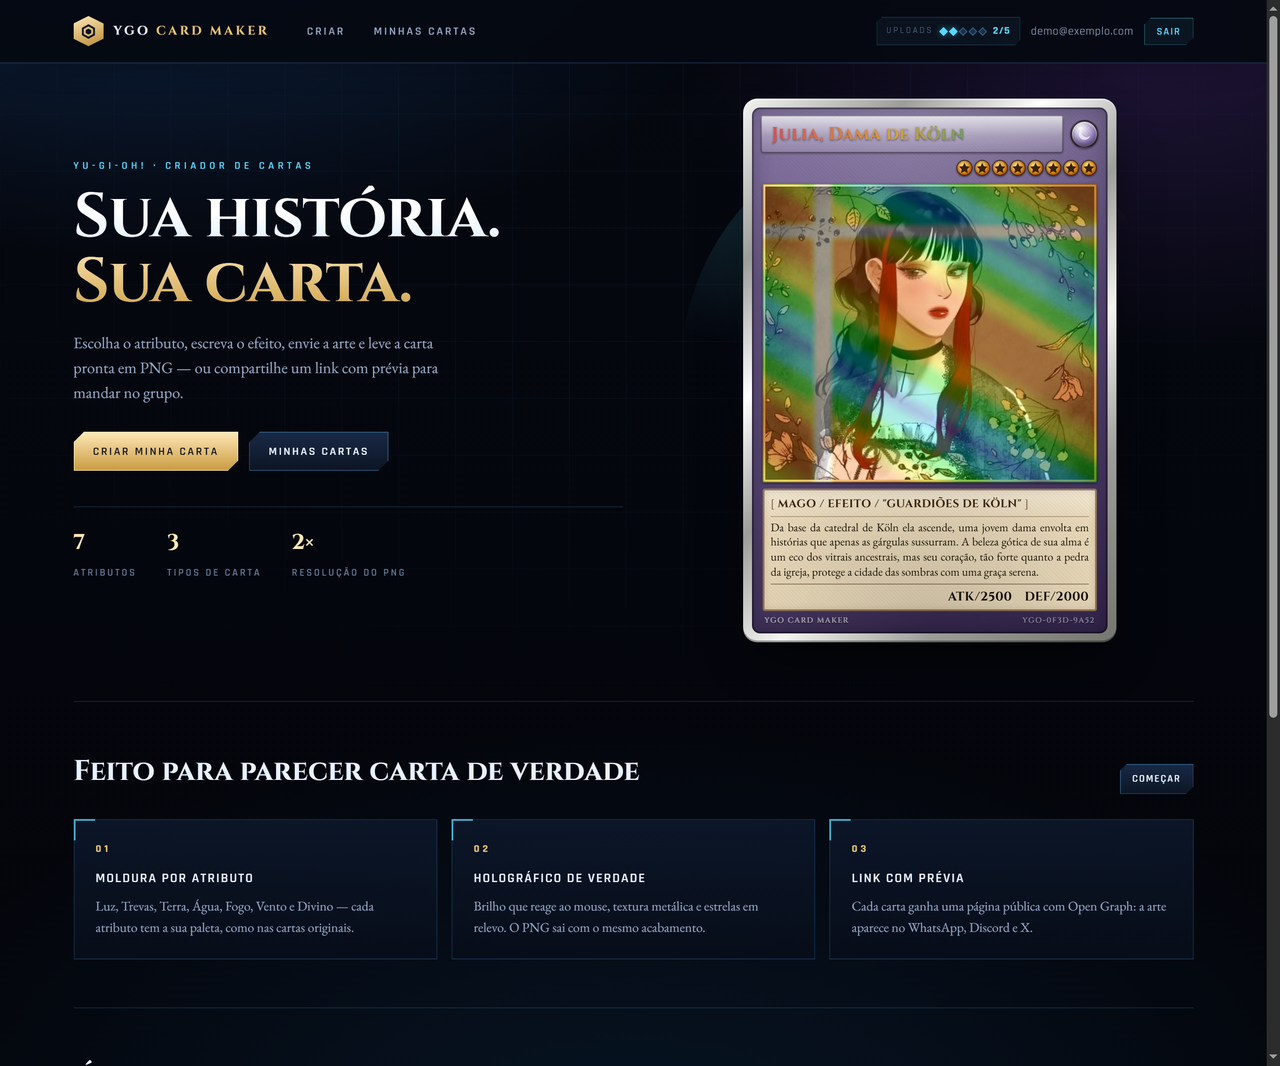 YGO CARD MAKER
CRIAR
MINHAS CARTAS
UPLOADS 2/5
demo@exemplo.com
SAIR
YU-GI-OH! · CRIADOR DE CARTAS
SUA HISTÓRIA.
SUA CARTA.
Escolha o atributo, escreva o efeito, envie a arte e leve a carta
pronta em PNG — ou compartilhe um link com prévia para
mandar no grupo.
CRIAR MINHA CARTA
MINHAS CARTAS
7
ATRIBUTOS
3
TIPOS DE CARTA
2×
RESOLUÇÃO DO PNG
JULIA, DAMA DE KÖLN
[ MAGO / EFEITO / "GUARDIÕES DE KÖLN" ]
Da base da catedral de Köln ela ascende, uma jovem dama envolta em
histórias que apenas as gárgulas sussurram. A beleza gótica de sua alma é
um eco dos vitrais ancestrais, mas seu coração, tão forte quanto a pedra
da igreja, protege a cidade das sombras com uma graça serena.
ATK/2500 DEF/2000
YGO CARD MAKER
YGO-0F3D-9A52
FEITO PARA PARECER CARTA DE VERDADE
COMEÇAR
01
MOLDURA POR ATRIBUTO
Luz, Trevas, Terra, Água, Fogo, Vento e Divino — cada
atributo tem a sua paleta, como nas cartas originais.
02
HOLOGRÁFICO DE VERDADE
Brilho que reage ao mouse, textura metálica e estrelas em
relevo. O PNG sai com o mesmo acabamento.
03
LINK COM PRÉVIA
Cada carta ganha uma página pública com Open Graph: a arte
aparece no WhatsApp, Discord e X.